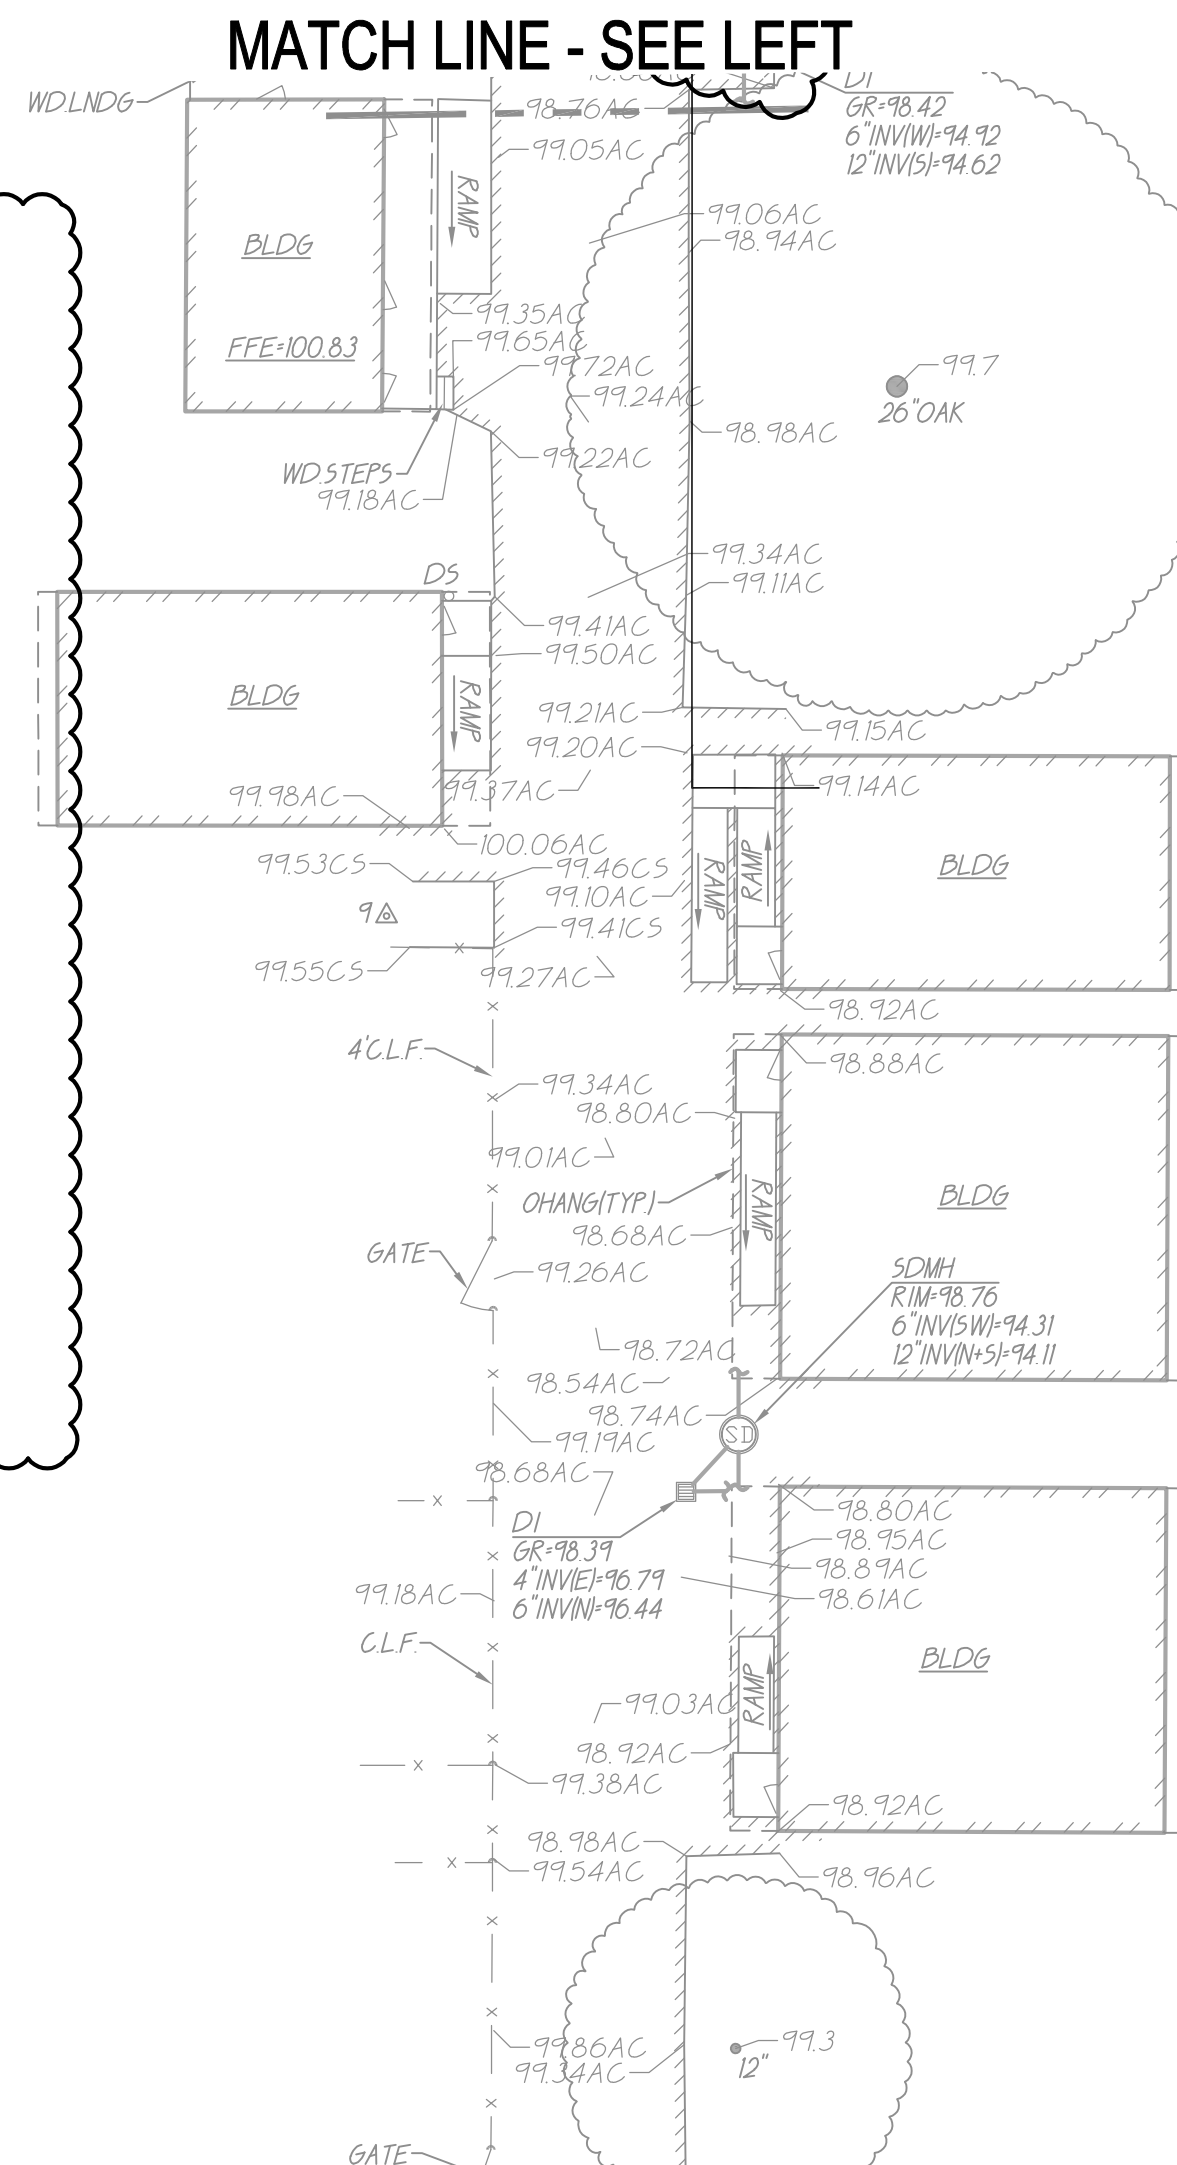 MATCH LINE - SEE LEFT
WD.LNDG
98.76AC
DI
GR=98.42
6"INV(W)=94.92
12"INV(S)=94.62
99.05AC
RAMP
99.06AC
98.94AC
BLDG
FFE=100.83
99.35AC
99.65AC
99.72AC
99.24AC
99.7
26"OAK
98.98AC
99.22AC
WD.STEPS
99.18AC
99.34AC
99.11AC
DS
99.41AC
99.50AC
BLDG
RAMP
99.21AC
99.15AC
99.20AC
99.37AC
99.98AC
99.14AC
100.06AC
99.53CS
99.46CS
99.10AC
RAMP
RAMP
BLDG
9
99.41CS
99.55CS
99.27AC
98.92AC
4'C.L.F.
98.88AC
99.34AC
98.80AC
99.01AC
OHANG(TYP.)
RAMP
BLDG
98.68AC
GATE
99.26AC
SDMH
RIM=98.76
6"INV(SW)=94.31
12"INV(N+S)=94.11
98.72AC
98.54AC
98.74AC
SD
99.19AC
98.68AC
DI
GR=98.39
4"INV(E)=96.79
6"INV(N)=96.44
98.80AC
98.95AC
98.89AC
98.61AC
99.18AC
C.L.F.
BLDG
RAMP
99.03AC
98.92AC
99.38AC
98.92AC
98.98AC
99.54AC
98.96AC
99.86AC
99.34AC
99.3
12"
GATE